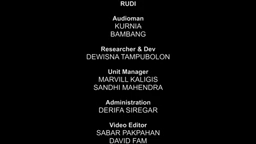 RUDI
Audioman
KURNIA
BAMBANG
Researcher & Dev
DEWISNA TAMPUBOLON
Unit Manager
MARVILL KALIGIS
SANDHI MAHENDRA
Administration
DERIFA SIREGAR
Video Editor
SABAR PAKPAHAN
DAVID FAM